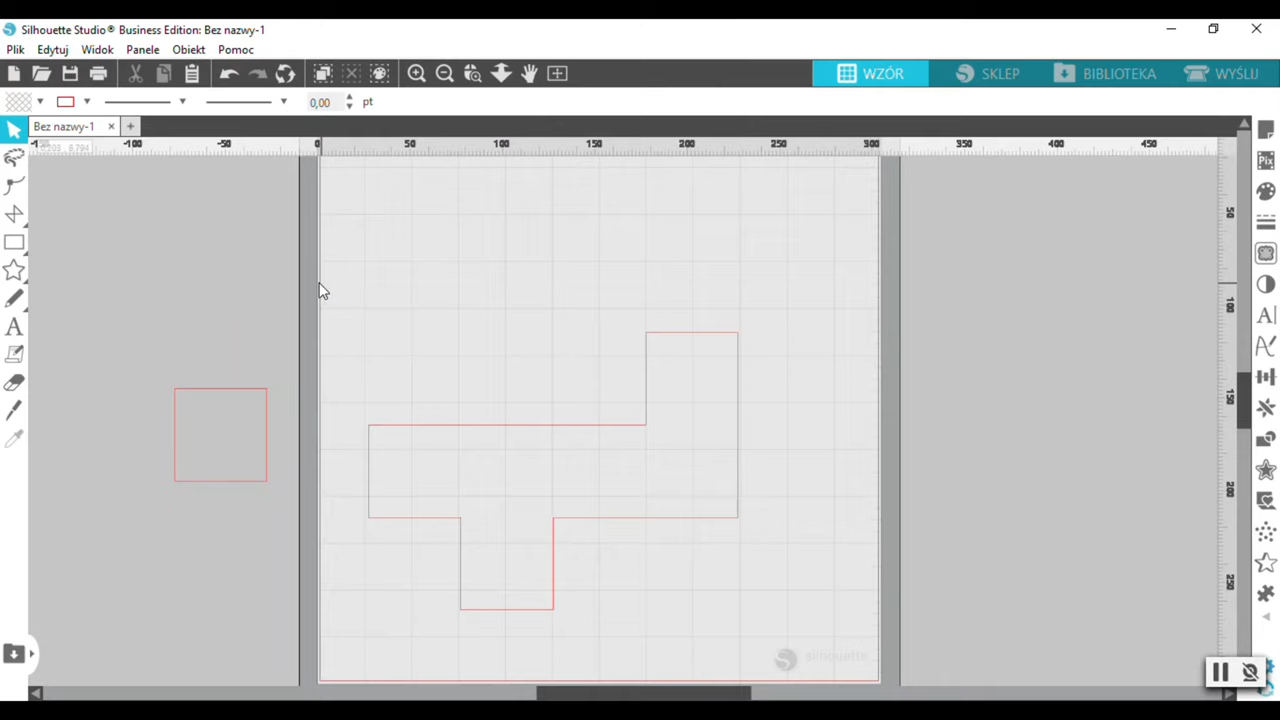 Silhouette Studio® Business Edition: Bez nazwy-1
Plik Edytuj Widok Panele Obiekt Pomoc
WZÓR SKLEP BIBLIOTEKA WYŚLIJ
0,00 pt
Bez nazwy-1
-100 -50 0 50 100 150 200 250 300 350 400 450
50
100
150
200
250
silhouette